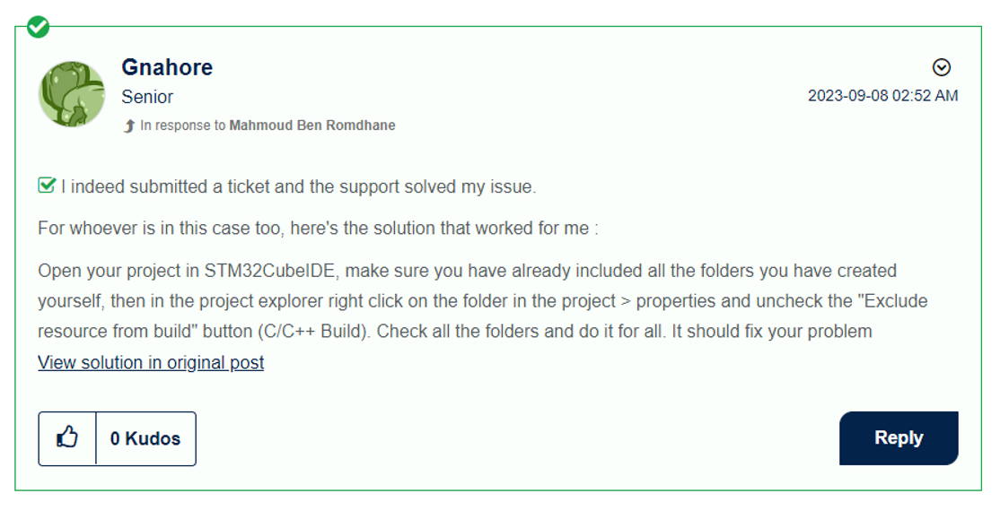 Gnahore
Senior
2023-09-08 02:52 AM
In response to Mahmoud Ben Romdhane
I indeed submitted a ticket and the support solved my issue.
For whoever is in this case too, here's the solution that worked for me :
Open your project in STM32CubeIDE, make sure you have already included all the folders you have created
yourself, then in the project explorer right click on the folder in the project > properties and uncheck the "Exclude
resource from build" button (C/C++ Build). Check all the folders and do it for all. It should fix your problem
View solution in original post
0 Kudos
Reply